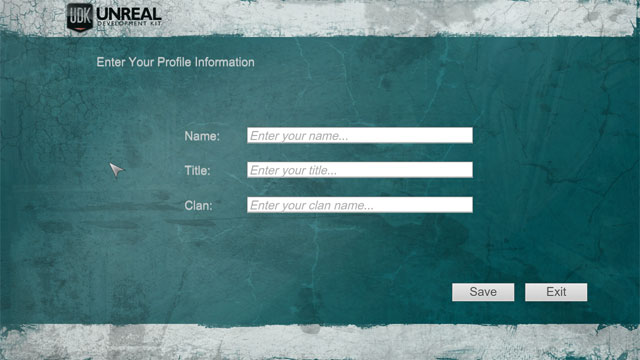 UDK UNREAL
DEVELOPMENT KIT
Enter Your Profile Information
Name: Enter your name...
Title: Enter your title...
Clan: Enter your clan name...
Save Exit